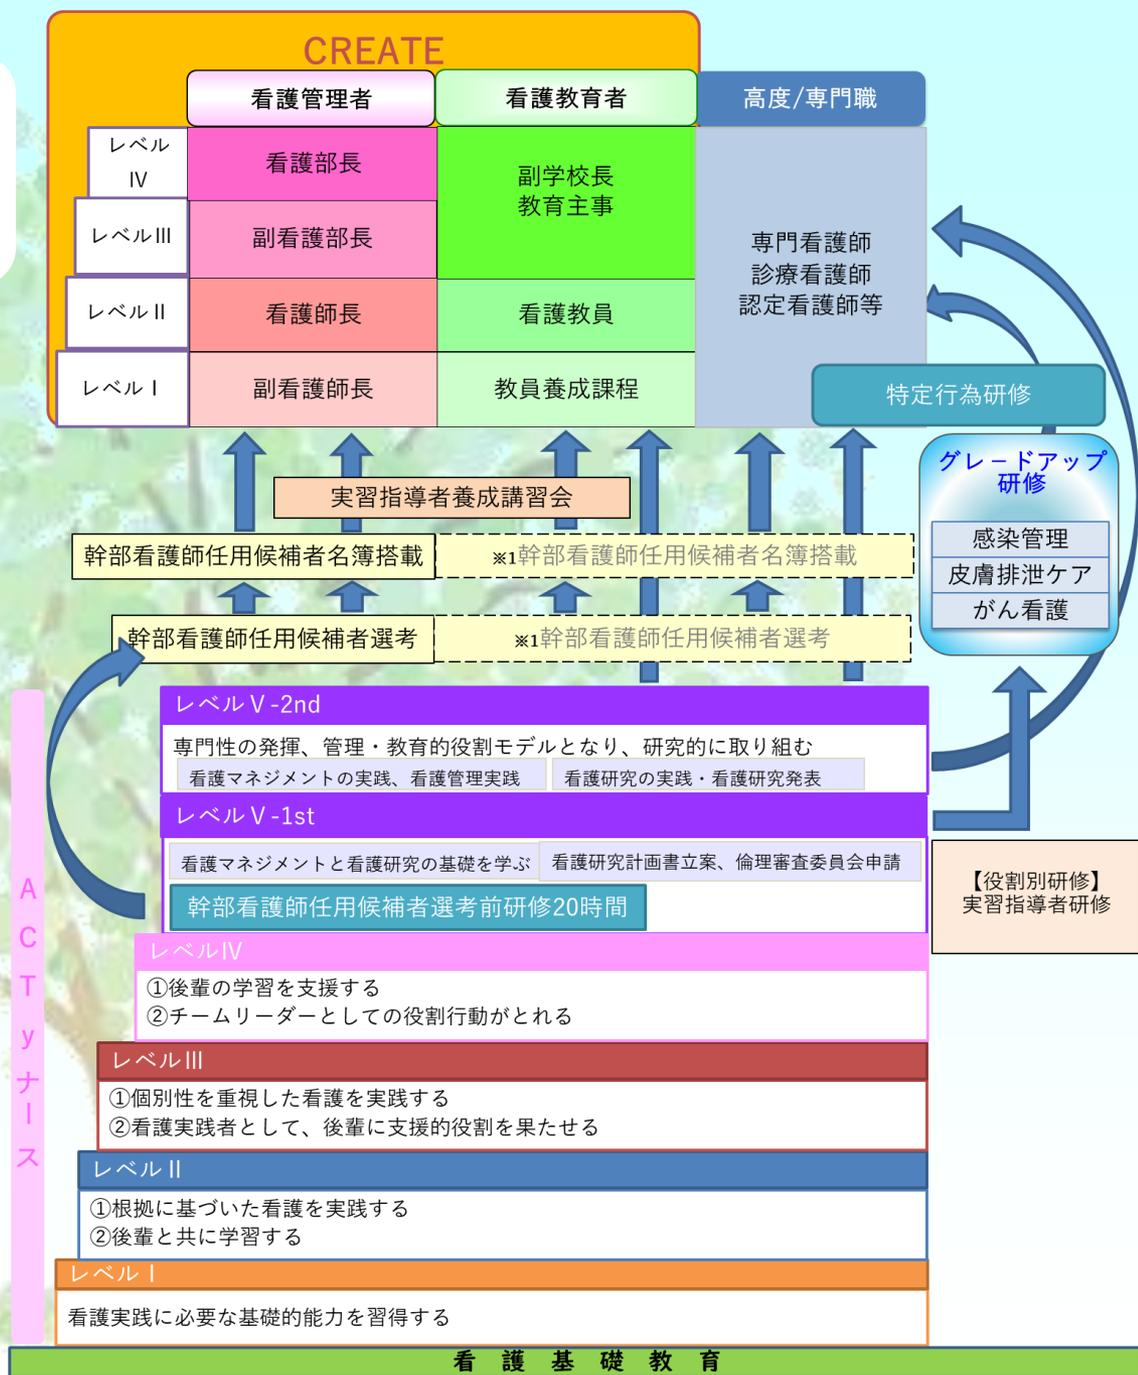 CREATE
看護管理者
看護教育者
高度/専門職
レベル
Ⅳ
看護部長
副学校長
教育主事
レベルⅢ
副看護部長
専門看護師
診療看護師
認定看護師等
レベルⅡ
看護師長
看護教員
レベルⅠ
副看護師長
教員養成課程
特定行為研修
グレ－ドアップ
研修
感染管理
皮膚排泄ケア
がん看護
実習指導者養成講習会
幹部看護師任用候補者名簿搭載
※1幹部看護師任用候補者名簿搭載
幹部看護師任用候補者選考
※1幹部看護師任用候補者選考
ACTyナース
レベルⅤ-2nd
専門性の発揮、管理・教育的役割モデルとなり、研究的に取り組む
看護マネジメントの実践、看護管理実践
看護研究の実践・看護研究発表
レベルⅤ-1st
看護マネジメントと看護研究の基礎を学ぶ
看護研究計画書立案、倫理審査委員会申請
幹部看護師任用候補者選考前研修20時間
【役割別研修】
実習指導者研修
レベルⅣ
①後輩の学習を支援する
②チームリーダーとしての役割行動がとれる
レベルⅢ
①個別性を重視した看護を実践する
②看護実践者として、後輩に支援的役割を果たせる
レベルⅡ
①根拠に基づいた看護を実践する
②後輩と共に学習する
レベルⅠ
看護実践に必要な基礎的能力を習得する
看護基礎教育